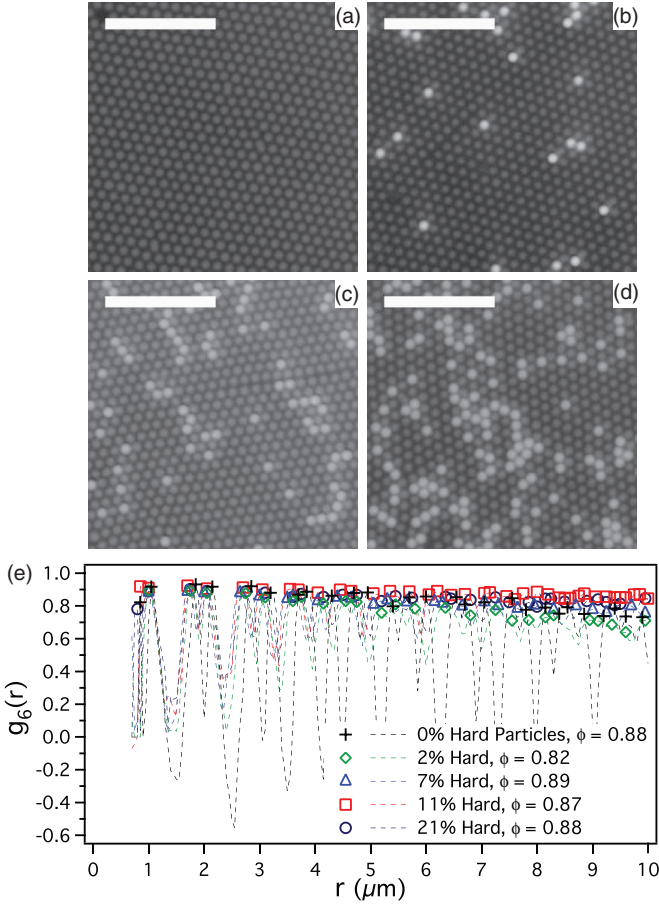 (a)
(b)
(c)
(d)
(e)
1.0
0.8
0.6
0.4
0.2
0.0
-0.2
-0.4
-0.6
g₆(r)
0% Hard Particles, ϕ = 0.88
2% Hard, ϕ = 0.82
7% Hard, ϕ = 0.89
11% Hard, ϕ = 0.87
21% Hard, ϕ = 0.88
0 1 2 3 4 5 6 7 8 9 10
r (μm)